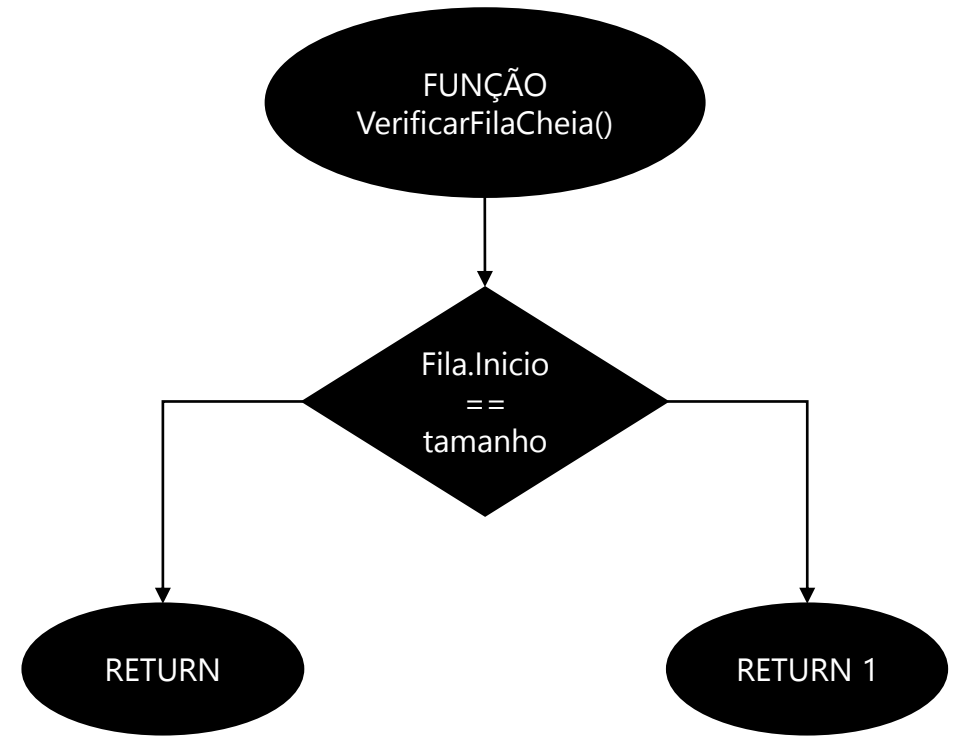 FUNÇÃO
VerificarFilaCheia()
Fila.Inicio
==
tamanho
RETURN
RETURN 1